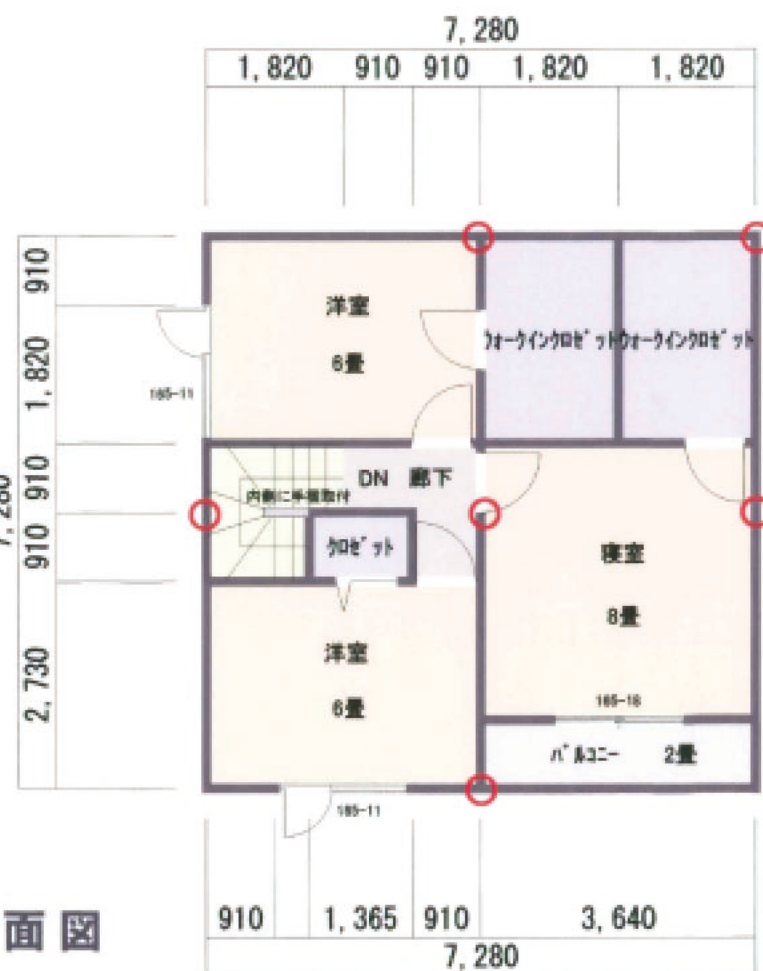 7,280
1,820 910 910 1,820 1,820
910
1,820
910
910
2,730
7,280
洋室
6畳
ウォークインクロゼット
ウォークインクロゼット
165-11
DN 廊下
内側に手摺取付
クロゼット
寝室
8畳
洋室
6畳
165-18
バルコニー 2畳
165-11
910 1,365 910 3,640
7,280
面図